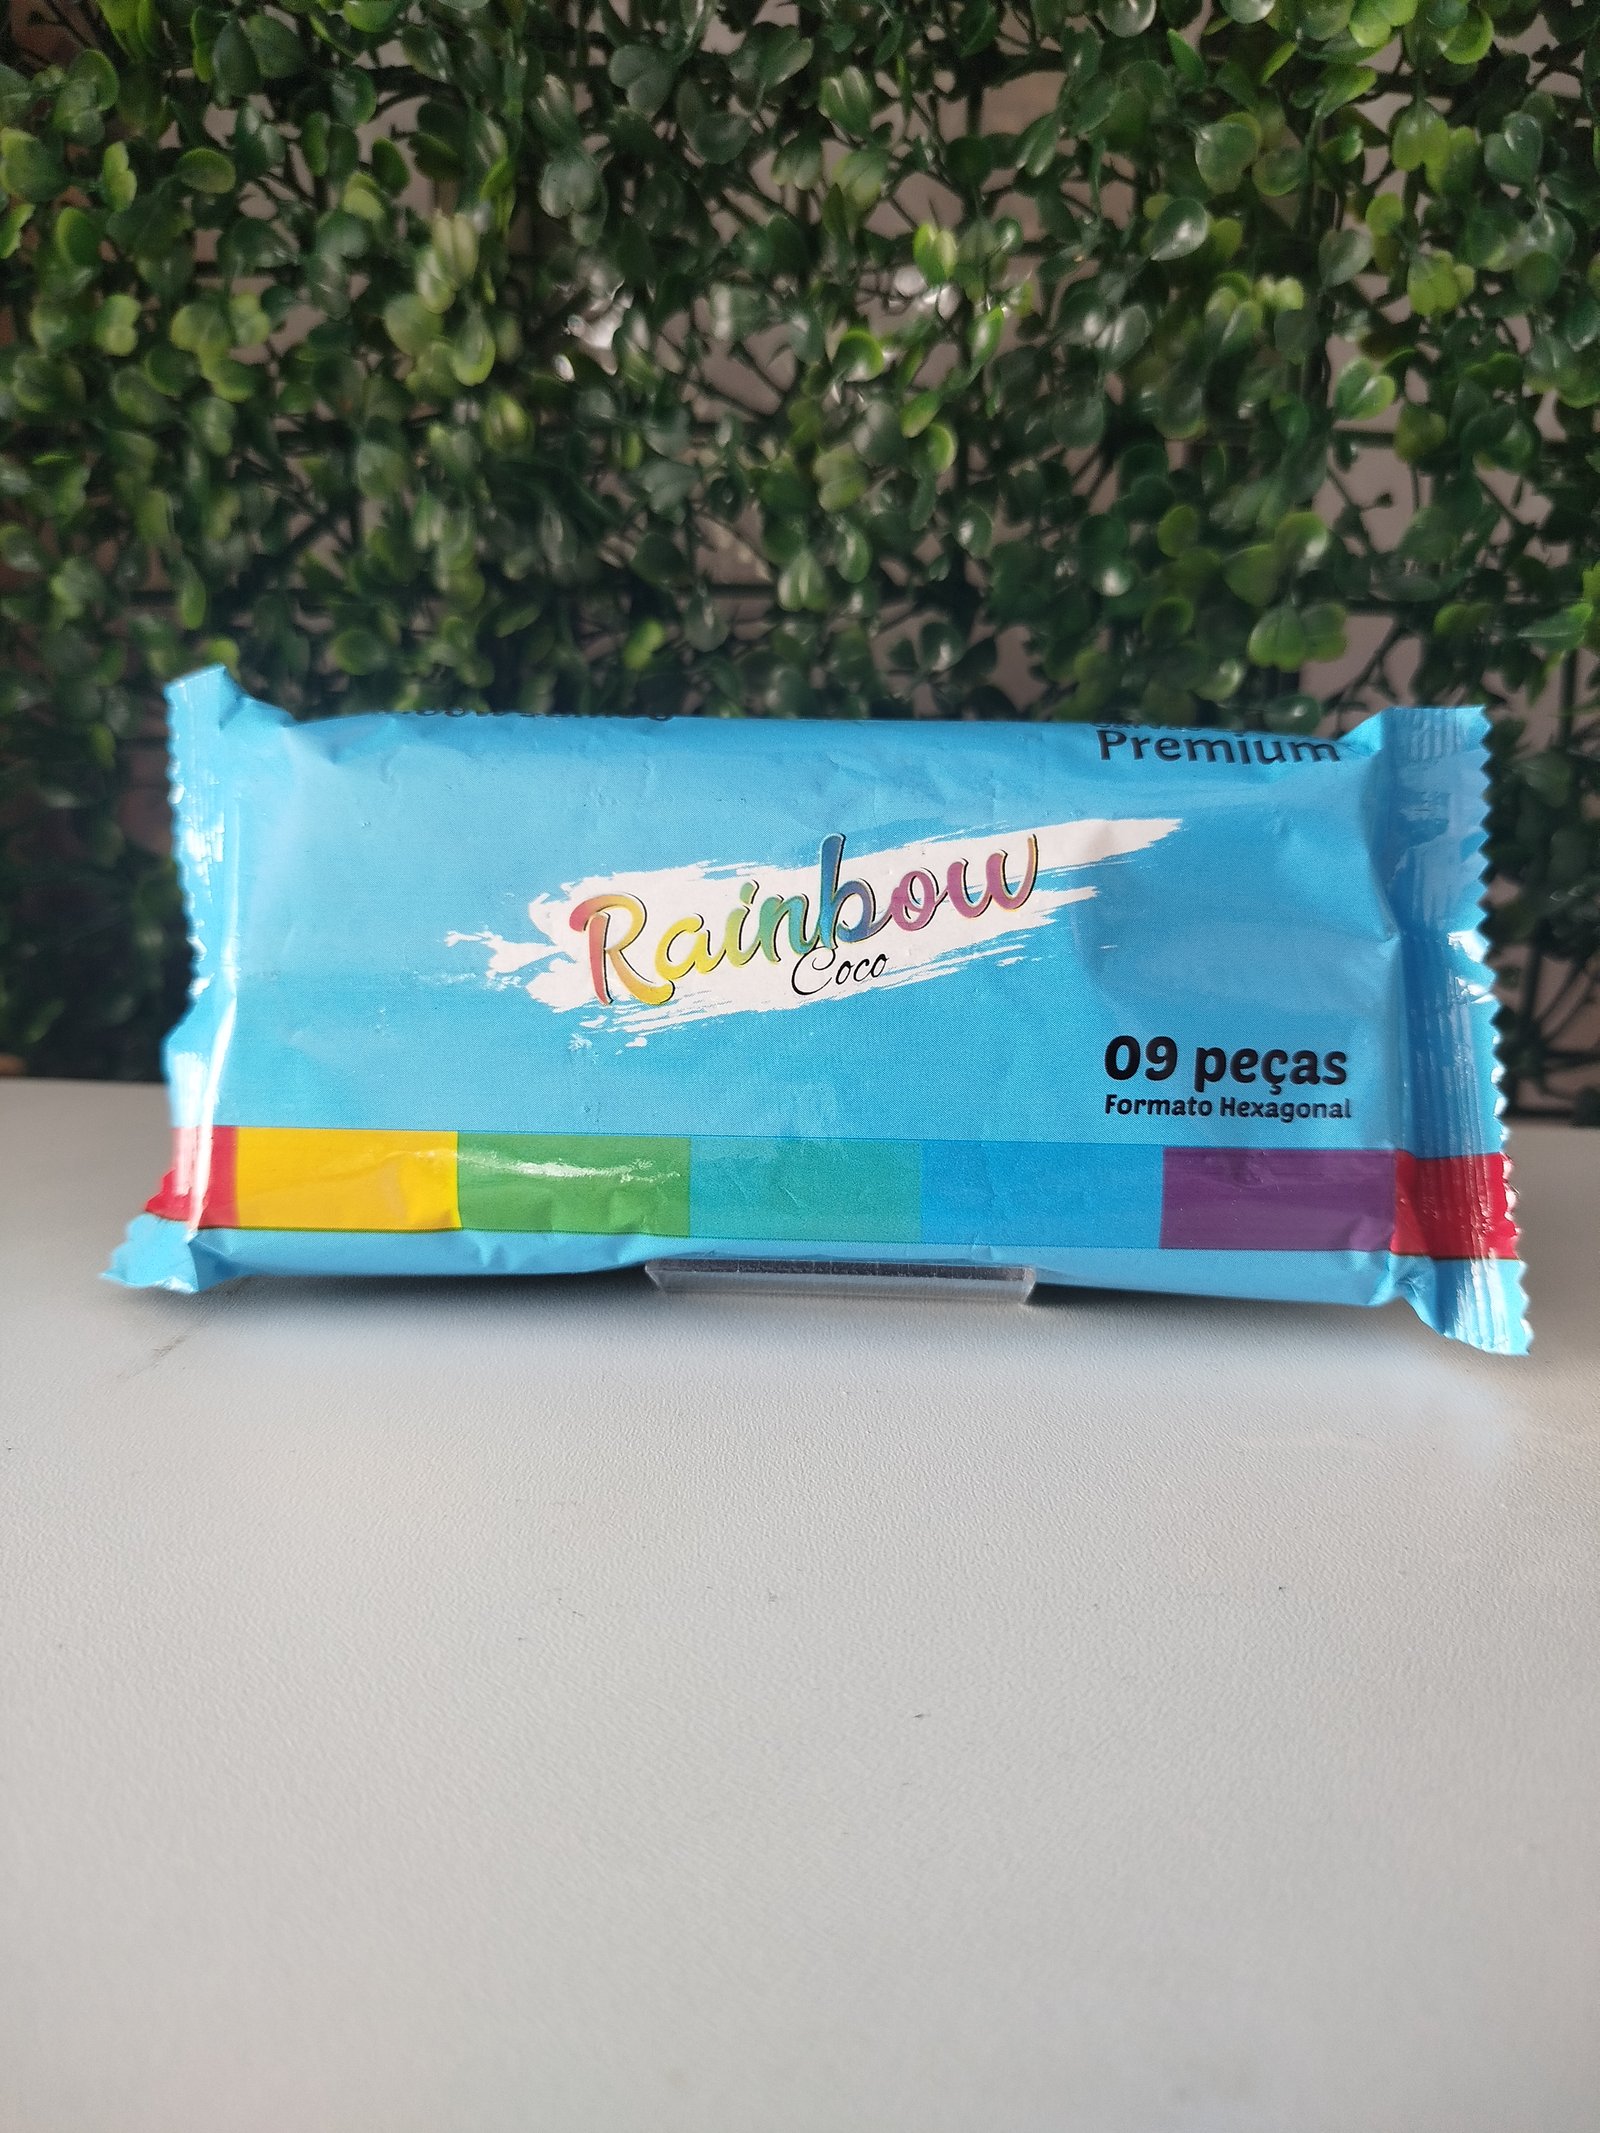 Premium
Rainbow
Coco
09 peças
Formato Hexagonal